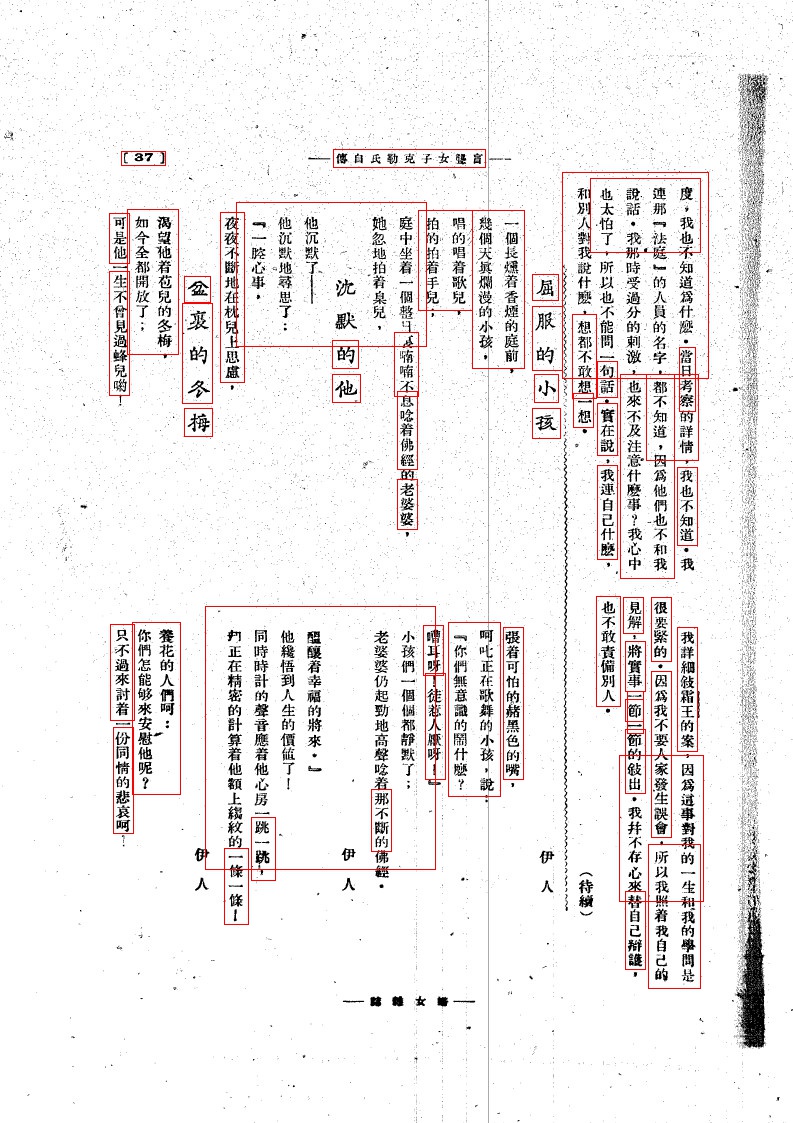 盲聾女子克勒氏自傳
[37]
度，我也不知道爲什麼。當日考察的詳情，我也不知道。我
連那『法庭』的人員的名字，都不知道，因爲他們也不和我
說話。我那時受過分的刺激，也來不及注意什麼事？我心中
也太怕了，所以也不能問一句話。實在說，我連自己什麼，
和別人對我說什麼，想都不敢想一想。
我詳細敍霜王的案，因爲這事對我的一生和我的學問是
很要緊的。因爲我不要人家發生誤會，所以我照着我自己的
見解，將實事一節一節的敍出。我幷不存心來替自己辯護，
也不敢責備別人。
（待續）
屈服的小孩
伊人
一個長燻着香煙的庭前，
幾個天眞爛漫的小孩，
唱的唱着歌兒，
拍的拍着手兒；
庭中坐着一個整日喃喃不息唸着佛經的老婆婆，
她忽地拍着桌兒，
張着可怕的赭黑色的嘴，
呵叱正在歌舞的小孩，說：
『你們無意識的鬧什麼？
嘈耳呀！徒惹人厭呀！』
小孩們一個個都靜默了；
老婆婆仍起勁地高聲唸着那不斷的佛經。
沈默的他
伊人
他沉默了——
他沉默地尋思了：
『一腔心事，
夜夜不斷地在枕兒上思慮，
醞釀着幸福的將來。』
他纔悟到人生的價値了！
同時時計的聲音應着他心房一跳一跳，
們正在精密的計算着他額上縐紋的一條一條！
盆裏的冬梅
伊人
渴望他着苞兒的冬梅，
如今全都開放了；
可是他一生不曾見過蜂兒喲！
養花的人們呵：
你們怎能够來安慰他呢？
只不過來討着一份同情的悲哀呵！
婦女雜誌